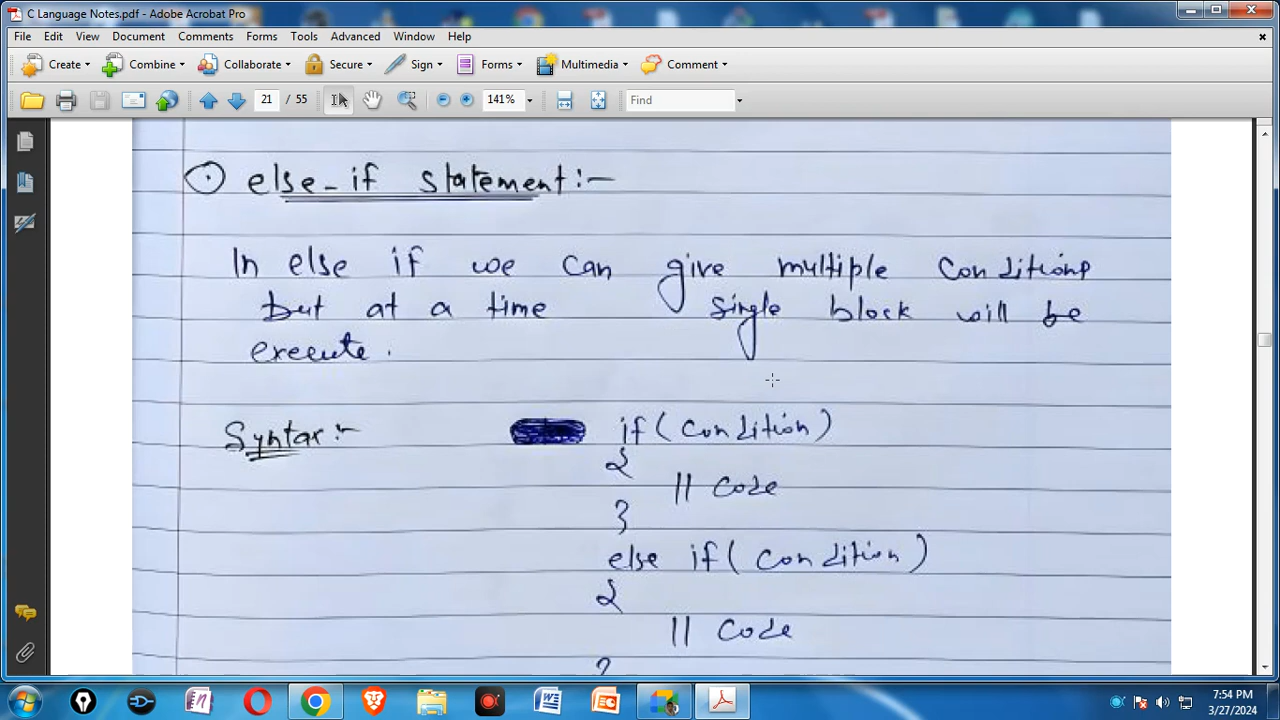 C Language Notes.pdf - Adobe Acrobat Pro
File Edit View Document Comments Forms Tools Advanced Window Help
Create Combine Collaborate Secure Sign Forms Multimedia Comment
21 / 55 141% Find
else-if statement:-
In else if we can give multiple Conditions
but at a time single block will be
execute.
Syntax:- if (Condition)
{
// Code
}
else if (Condition)
{
// Code
}
7:54 PM
3/27/2024